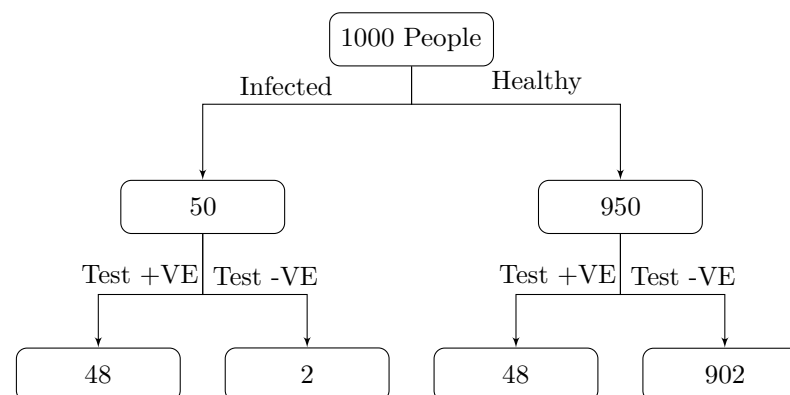 1000 People
Infected
Healthy
50
950
Test +VE
Test -VE
Test +VE
Test -VE
48
2
48
902